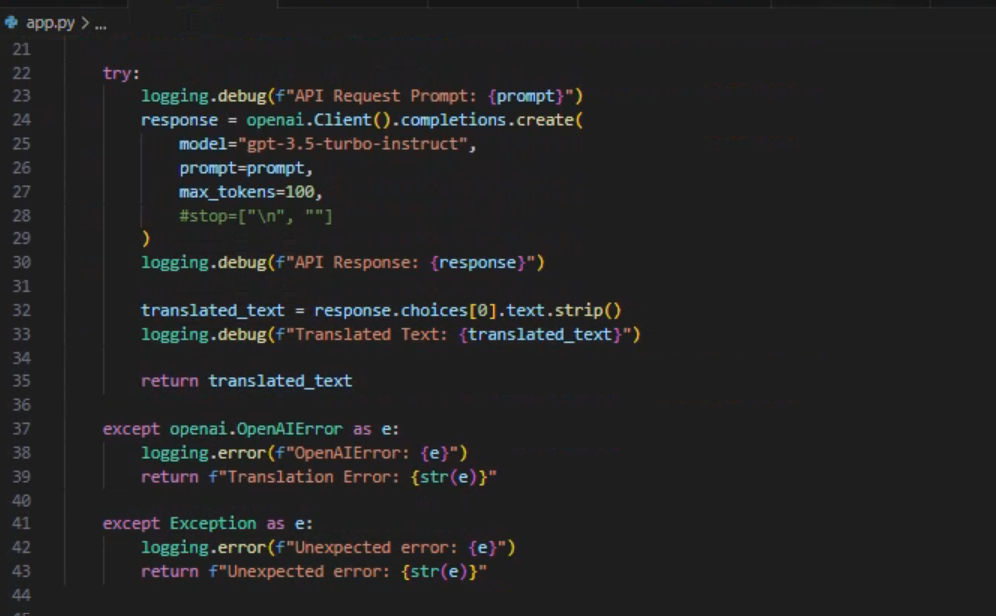 app.py > ...
21
22 try:
23 logging.debug(f"API Request Prompt: {prompt}")
24 response = openai.Client().completions.create(
25 model="gpt-3.5-turbo-instruct",
26 prompt=prompt,
27 max_tokens=100,
28 #stop=["\n", ""]
29 )
30 logging.debug(f"API Response: {response}")
31
32 translated_text = response.choices[0].text.strip()
33 logging.debug(f"Translated Text: {translated_text}")
34
35 return translated_text
36
37 except openai.OpenAIError as e:
38 logging.error(f"OpenAIError: {e}")
39 return f"Translation Error: {str(e)}"
40
41 except Exception as e:
42 logging.error(f"Unexpected error: {e}")
43 return f"Unexpected error: {str(e)}"
44